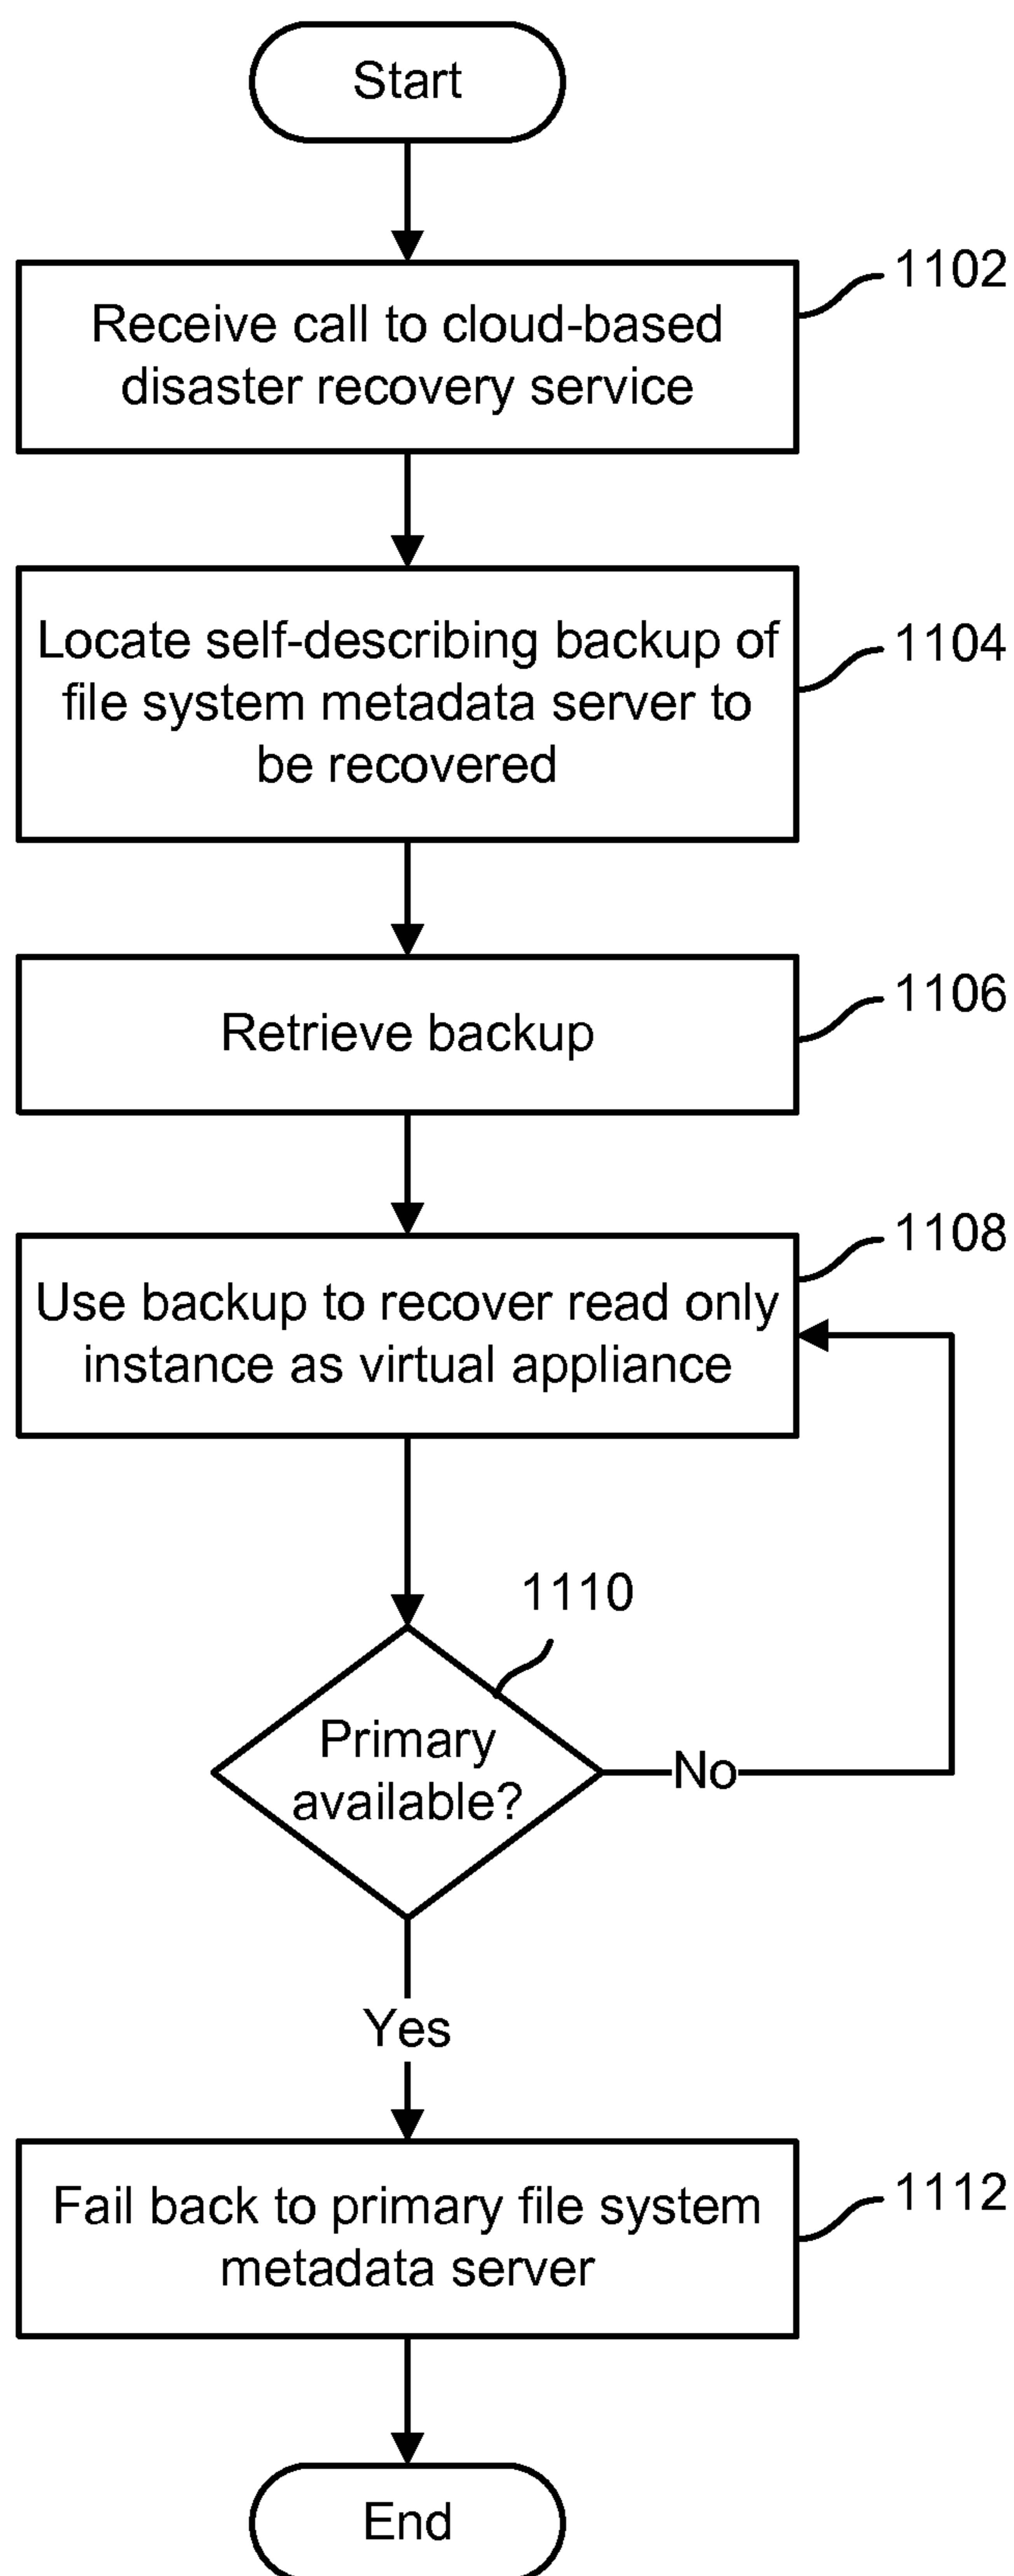 Start
1102
Receive call to cloud-based
disaster recovery service
1104
Locate self-describing backup of
file system metadata server to
be recovered
1106
Retrieve backup
1108
Use backup to recover read only
instance as virtual appliance
1110
Primary
available?
No
Yes
1112
Fail back to primary file system
metadata server
End